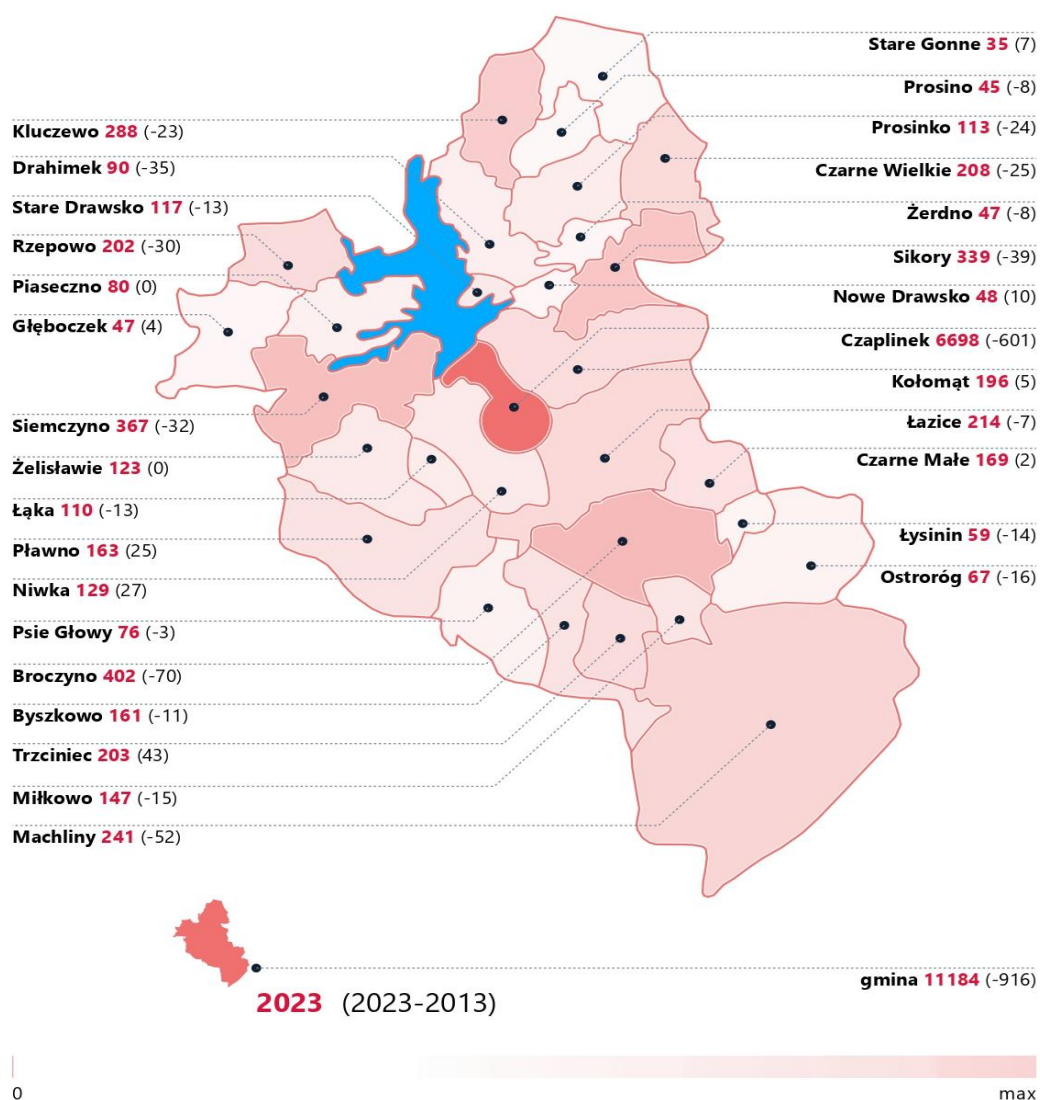 Stare Gonne 35 (7)
Prosino 45 (-8)
Prosinko 113 (-24)
Czarne Wielkie 208 (-25)
Żerdno 47 (-8)
Sikory 339 (-39)
Nowe Drawsko 48 (10)
Czaplinek 6698 (-601)
Kołomąt 196 (5)
Łazice 214 (-7)
Czarne Małe 169 (2)
Łysinin 59 (-14)
Ostroróg 67 (-16)
Kluczewo 288 (-23)
Drahimek 90 (-35)
Stare Drawsko 117 (-13)
Rzepowo 202 (-30)
Piaseczno 80 (0)
Głęboczek 47 (4)
Siemczyno 367 (-32)
Żelisławie 123 (0)
Łąka 110 (-13)
Pławno 163 (25)
Niwka 129 (27)
Psie Głowy 76 (-3)
Broczyno 402 (-70)
Byszkowo 161 (-11)
Trzciniec 203 (43)
Miłkowo 147 (-15)
Machliny 241 (-52)
gmina 11184 (-916)
2023 (2023-2013)
0
max